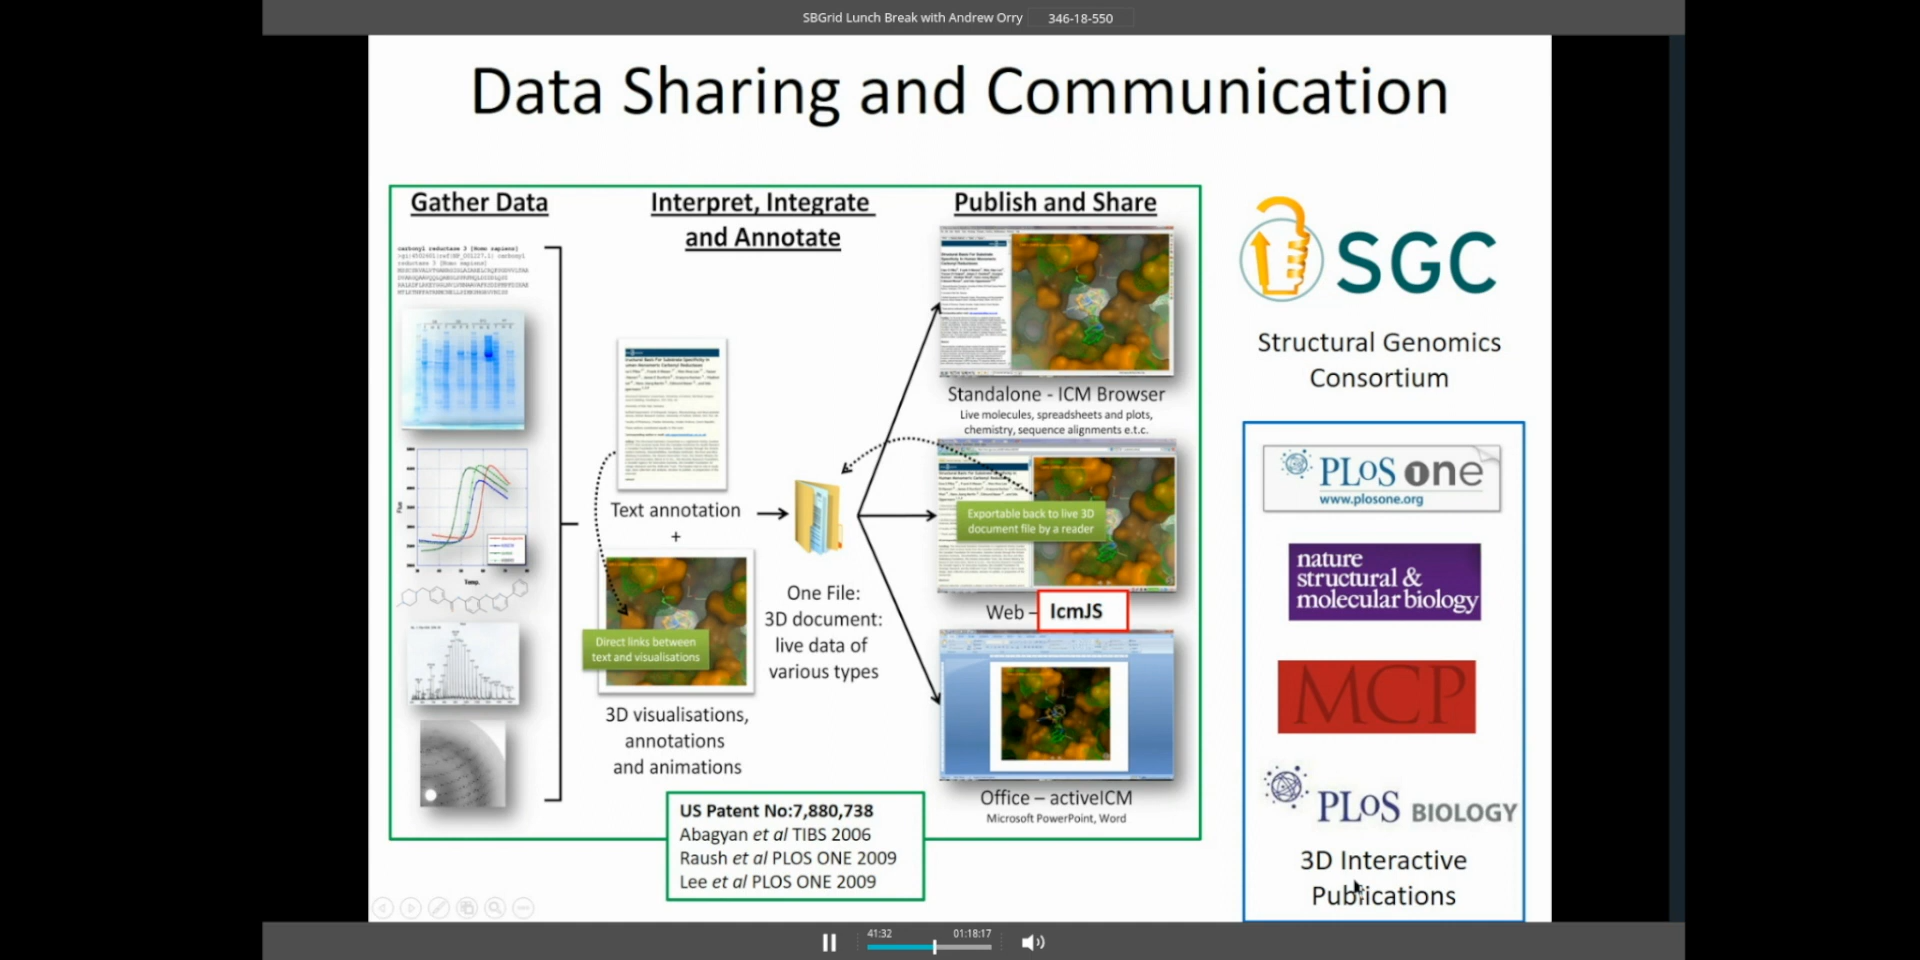 SBGrid Lunch Break with Andrew Orry 346-18-550
Data Sharing and Communication
Gather Data
Interpret, Integrate
and Annotate
Publish and Share
carbonyl reductase 3 [Homo sapiens]
Temp.
Text annotation
+
Direct links between
text and visualisations
3D visualisations,
annotations
and animations
One File:
3D document:
live data of
various types
Standalone - ICM Browser
Live molecules, spreadsheets and plots,
chemistry, sequence alignments e.t.c.
Exportable back to live 3D
document file by a reader
Web – IcmJS
Office – activeICM
Microsoft PowerPoint, Word
US Patent No:7,880,738
Abagyan et al TIBS 2006
Raush et al PLOS ONE 2009
Lee et al PLOS ONE 2009
SGC
Structural Genomics
Consortium
PLoS one
www.plosone.org
nature
structural &
molecular biology
MCP
PLoS BIOLOGY
3D Interactive
Publications
41:32 01:18:17